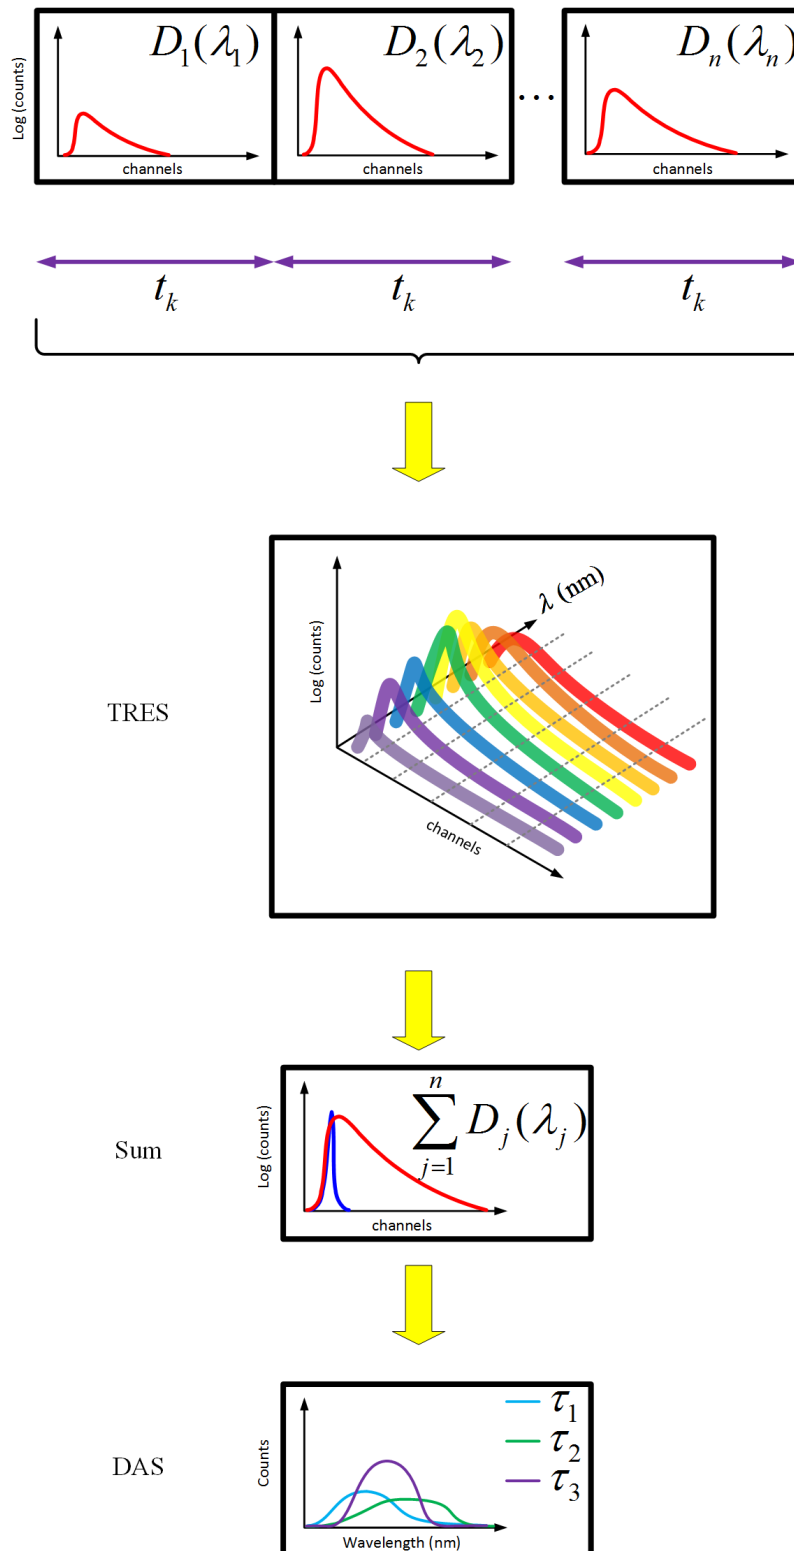 D₁(λ₁)
Log (counts)
channels
D₂(λ₂)
channels
...
Dₙ(λₙ)
channels
tₖ
tₖ
tₖ
TRES
Log (counts)
λ (nm)
channels
Sum
Log (counts)
∑ⱼ₌₁ⁿ Dⱼ(λⱼ)
channels
DAS
Counts
τ₁
τ₂
τ₃
Wavelength (nm)